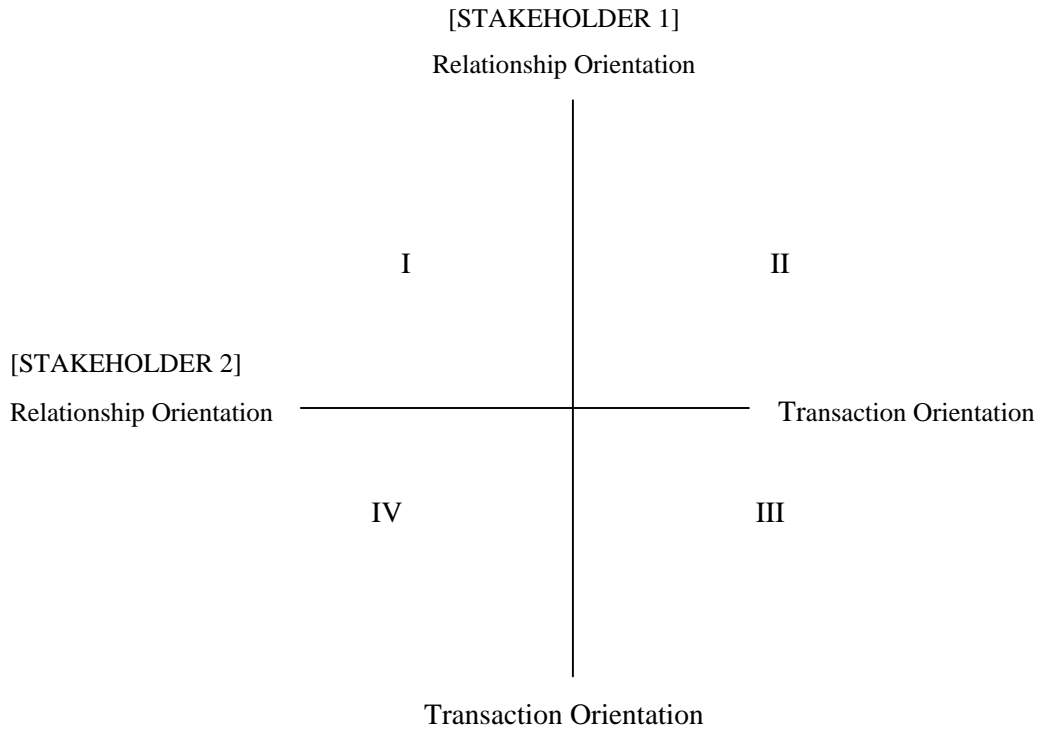 [STAKEHOLDER 1]
Relationship Orientation
I
II
[STAKEHOLDER 2]
Relationship Orientation
Transaction Orientation
IV
III
Transaction Orientation